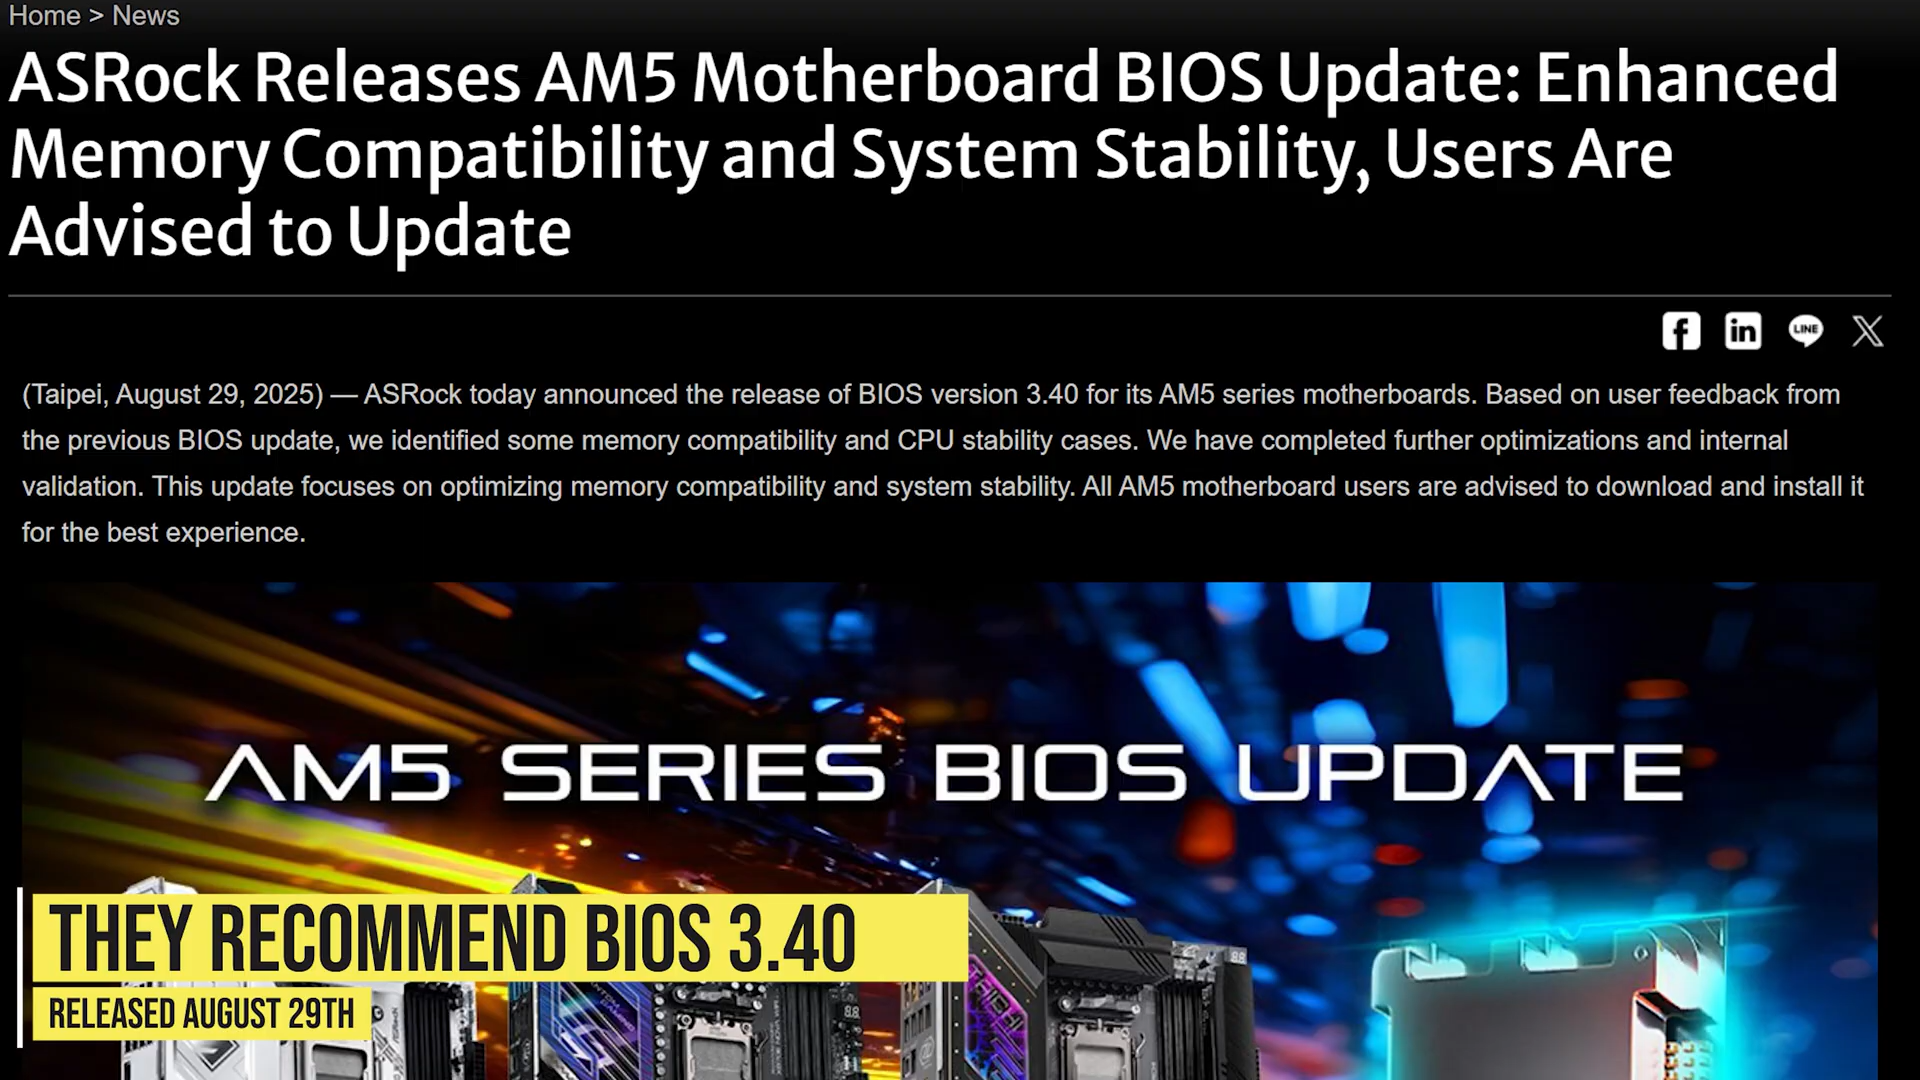 Home > News
ASRock Releases AM5 Motherboard BIOS Update: Enhanced
Memory Compatibility and System Stability, Users Are
Advised to Update
LINE
(Taipei, August 29, 2025) — ASRock today announced the release of BIOS version 3.40 for its AM5 series motherboards. Based on user feedback from
the previous BIOS update, we identified some memory compatibility and CPU stability cases. We have completed further optimizations and internal
validation. This update focuses on optimizing memory compatibility and system stability. All AM5 motherboard users are advised to download and install it
for the best experience.
AM5 SERIES BIOS UPDATE
THEY RECOMMEND BIOS 3.40
RELEASED AUGUST 29TH